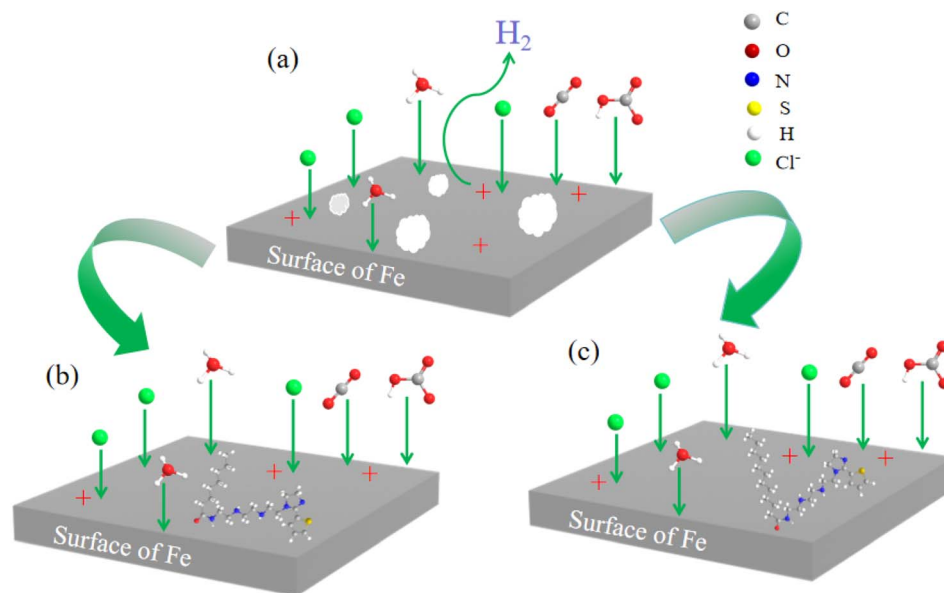 (a)
H₂
C
O
N
S
H
Cl⁻
+
+
+
+
Surface of Fe
(b)
+
+
+
Surface of Fe
(c)
+
+
+
Surface of Fe